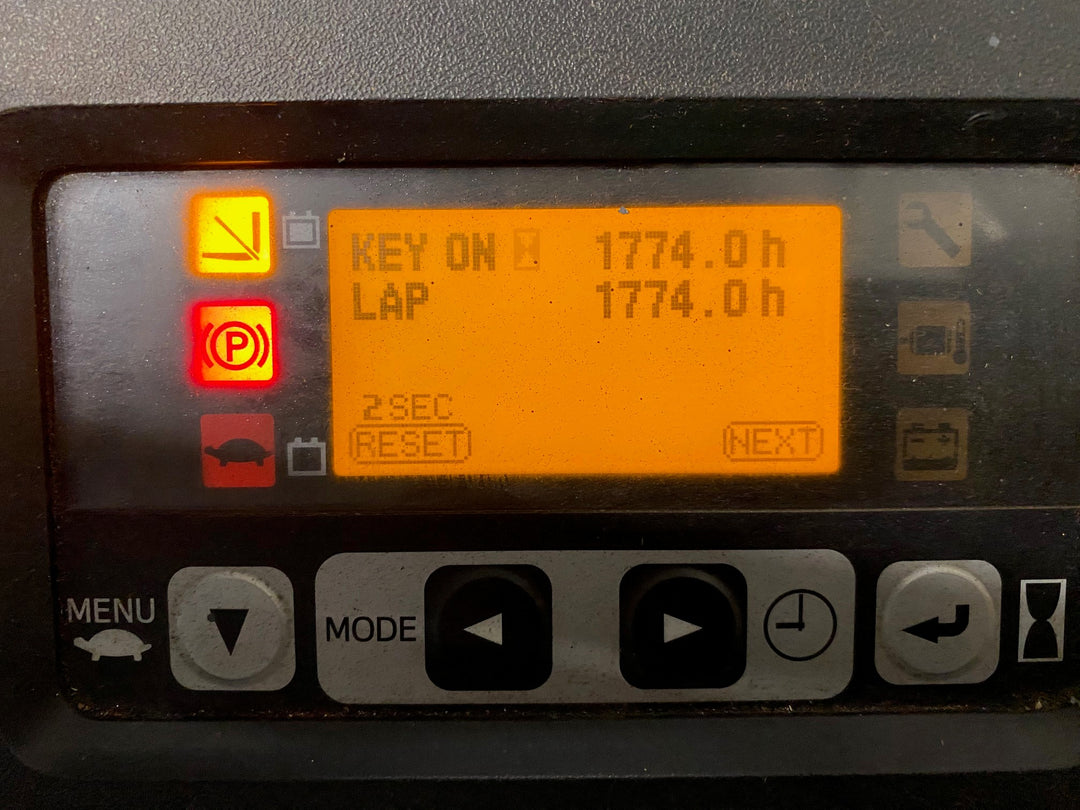 KEY ON 1774.0h
LAP 1774.0h
P
2SEC
RESET NEXT
MENU
MODE